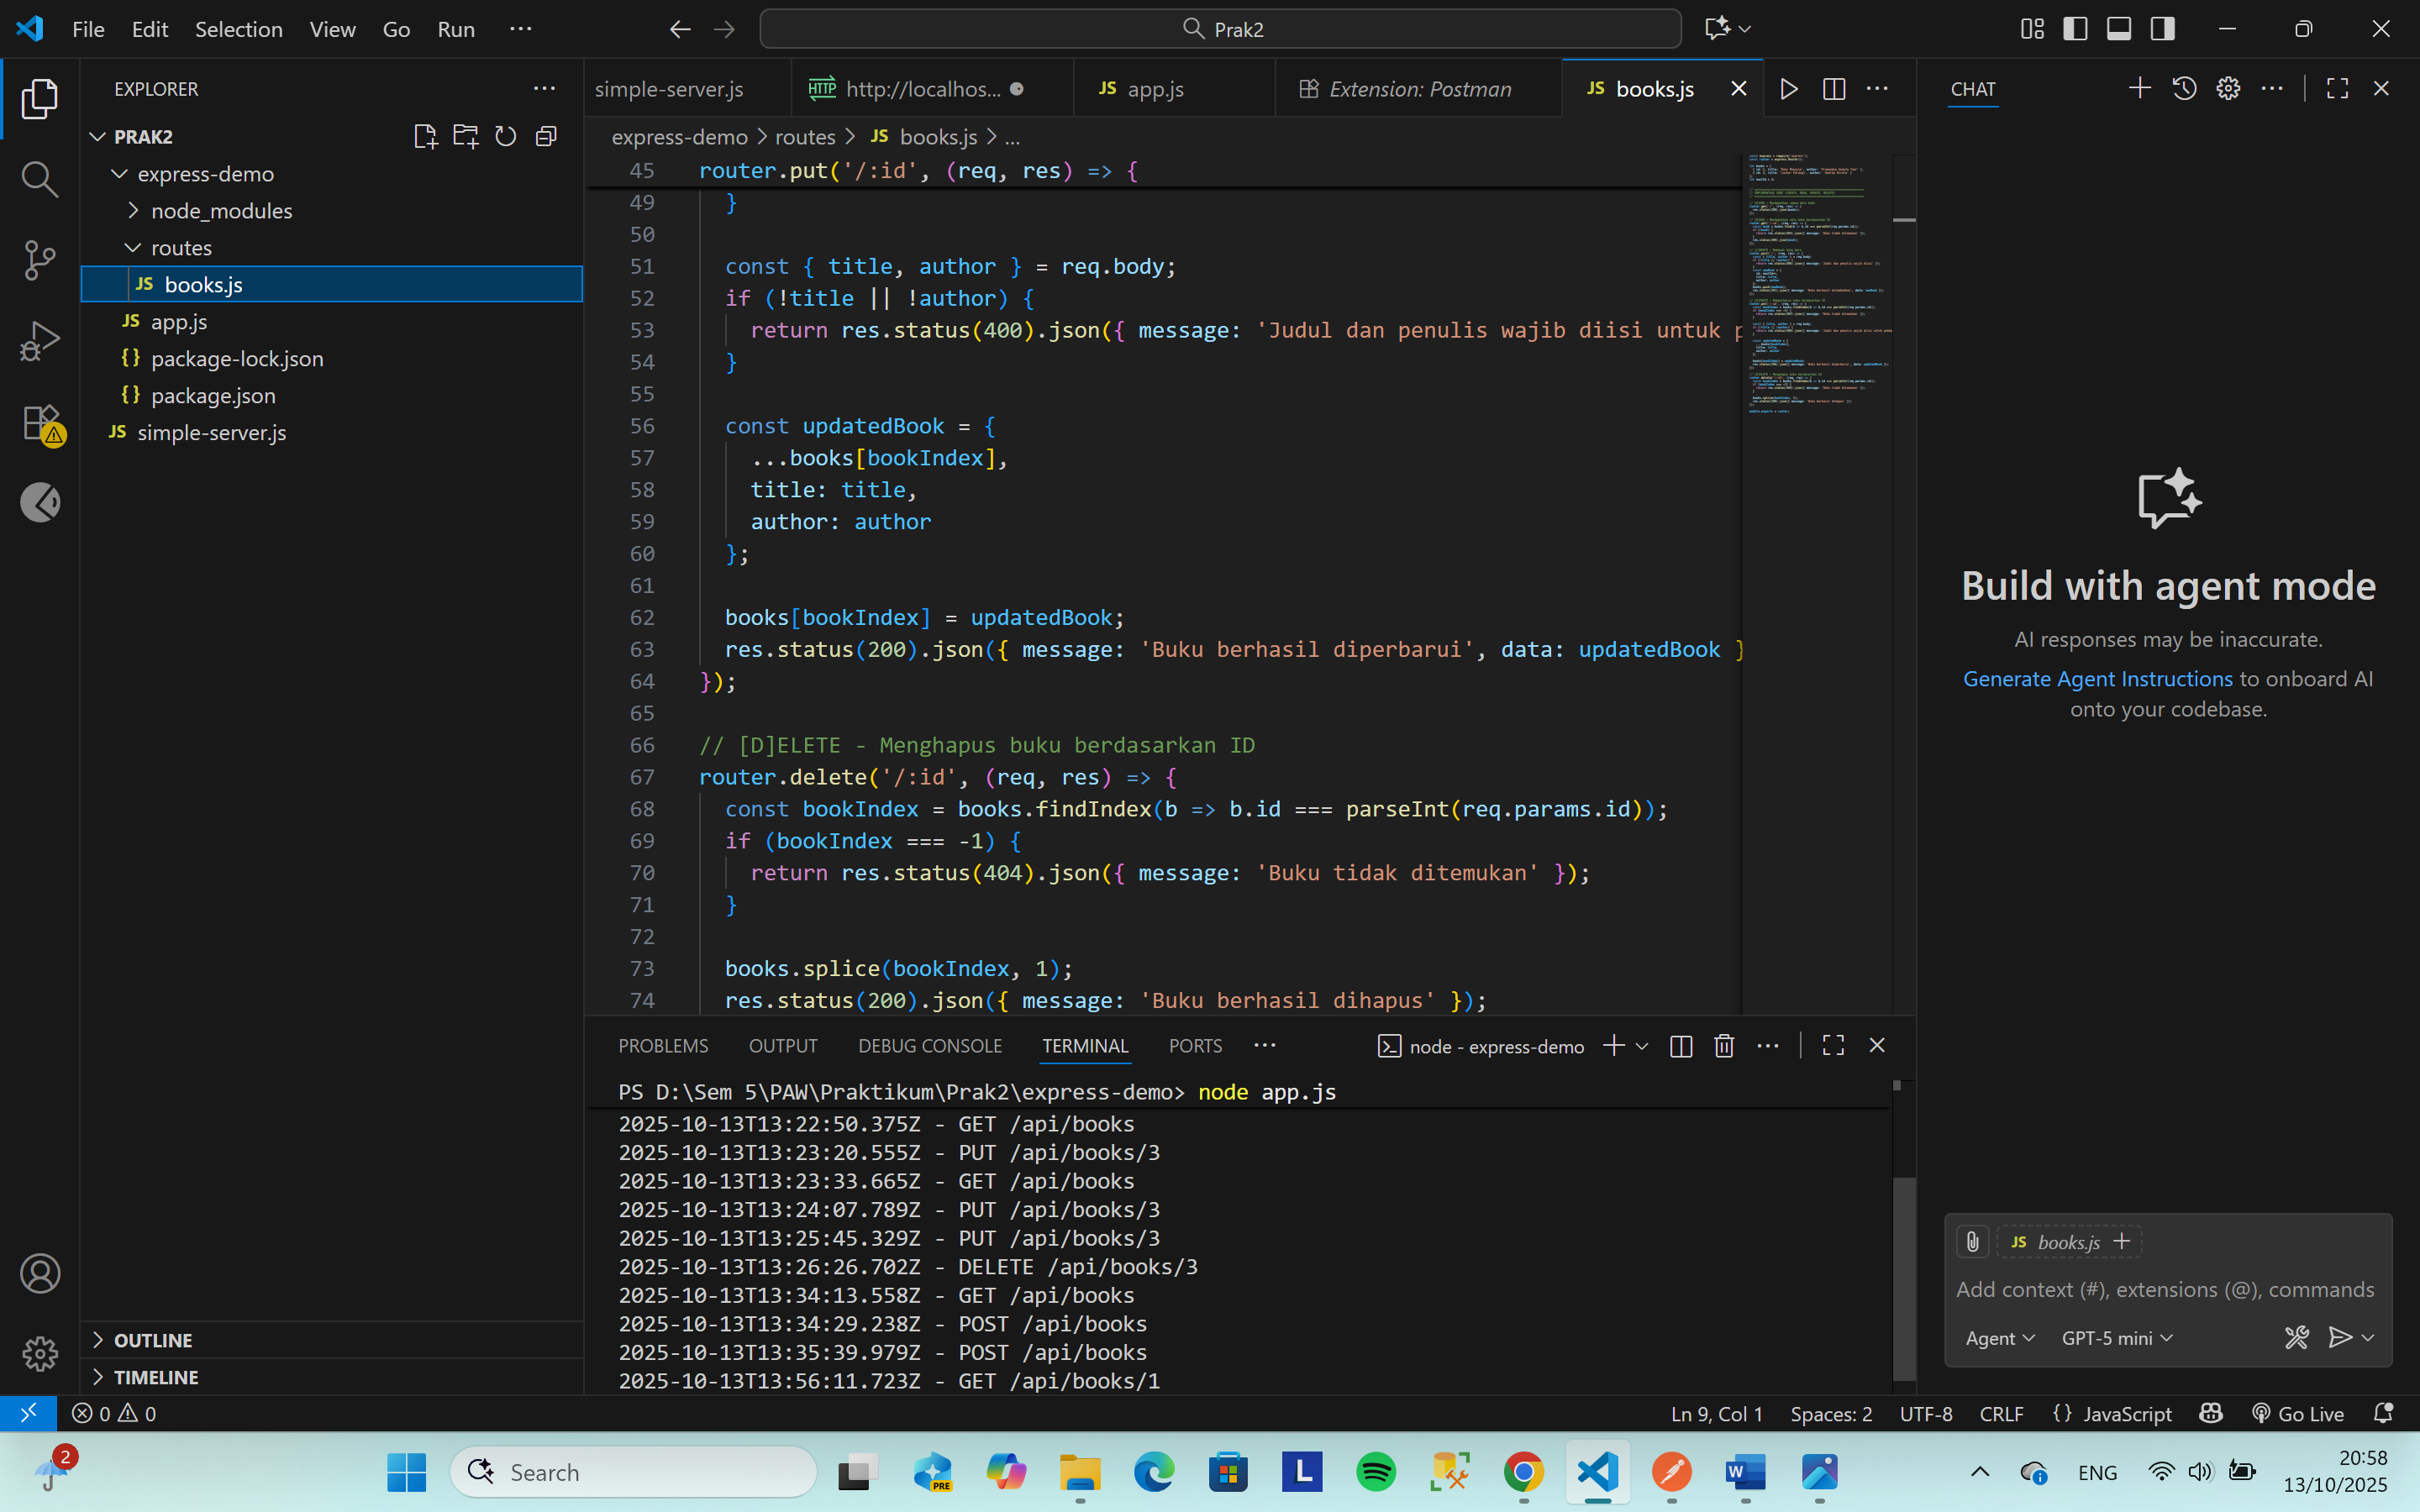 File Edit Selection View Go Run ···
Prak2
EXPLORER
PRAK2
express-demo
node_modules
routes
JS books.js
JS app.js
{} package-lock.json
{} package.json
JS simple-server.js
OUTLINE
TIMELINE
simple-server.js
HTTP http://localhos...
JS app.js
Extension: Postman
JS books.js
express-demo > routes > JS books.js > ...
45 router.put('/:id', (req, res) => {
49 }
50
51 const { title, author } = req.body;
52 if (!title || !author) {
53 return res.status(400).json({ message: 'Judul dan penulis wajib diisi untuk p
54 }
55
56 const updatedBook = {
57 ...books[bookIndex],
58 title: title,
59 author: author
60 };
61
62 books[bookIndex] = updatedBook;
63 res.status(200).json({ message: 'Buku berhasil diperbarui', data: updatedBook }
64 });
65
66 // [D]ELETE - Menghapus buku berdasarkan ID
67 router.delete('/:id', (req, res) => {
68 const bookIndex = books.findIndex(b => b.id === parseInt(req.params.id));
69 if (bookIndex === -1) {
70 return res.status(404).json({ message: 'Buku tidak ditemukan' });
71 }
72
73 books.splice(bookIndex, 1);
74 res.status(200).json({ message: 'Buku berhasil dihapus' });
PROBLEMS OUTPUT DEBUG CONSOLE TERMINAL PORTS ···
node - express-demo
PS D:\Sem 5\PAW\Praktikum\Prak2\express-demo> node app.js
2025-10-13T13:22:50.375Z - GET /api/books
2025-10-13T13:23:20.555Z - PUT /api/books/3
2025-10-13T13:23:33.665Z - GET /api/books
2025-10-13T13:24:07.789Z - PUT /api/books/3
2025-10-13T13:25:45.329Z - PUT /api/books/3
2025-10-13T13:26:26.702Z - DELETE /api/books/3
2025-10-13T13:34:13.558Z - GET /api/books
2025-10-13T13:34:29.238Z - POST /api/books
2025-10-13T13:35:39.979Z - POST /api/books
2025-10-13T13:56:11.723Z - GET /api/books/1
CHAT
Build with agent mode
AI responses may be inaccurate.
Generate Agent Instructions to onboard AI
onto your codebase.
JS books.js
Add context (#), extensions (@), commands
Agent GPT-5 mini
0 0
Ln 9, Col 1 Spaces: 2 UTF-8 CRLF {} JavaScript Go Live
2
Search
PRE
L
W
ENG
20:58
13/10/2025